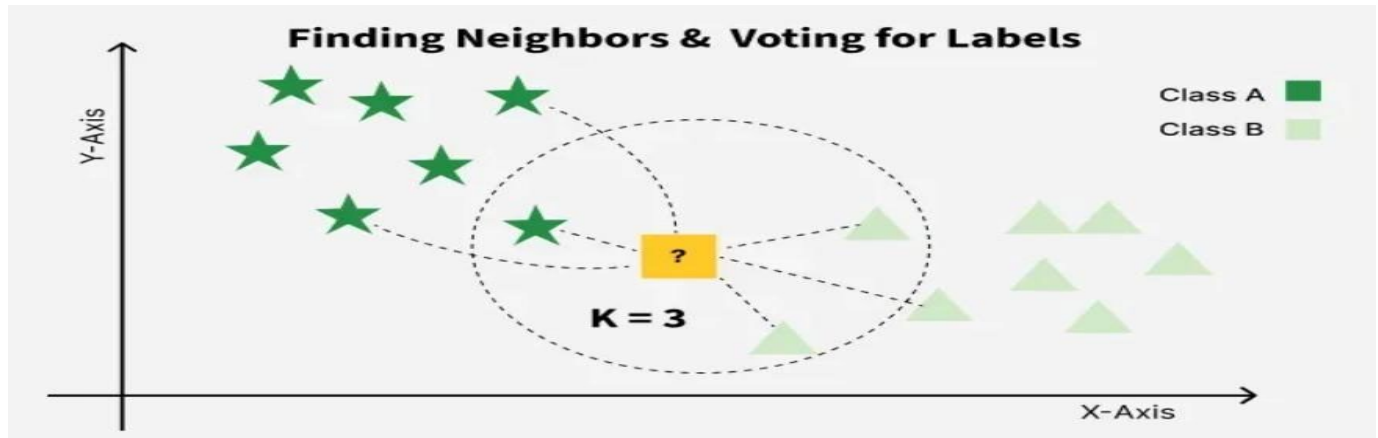 Finding Neighbors & Voting for Labels
Y-Axis
Class A
Class B
?
K = 3
X-Axis